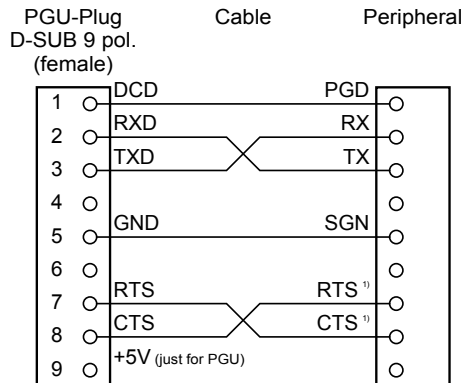 PGU-Plug Cable Peripheral
D-SUB 9 pol.
(female)
1 DCD PGD
2 RXD RX
3 TXD TX
4
5 GND SGN
6
7 RTS RTS 1)
8 CTS CTS 1)
9 +5V (just for PGU)